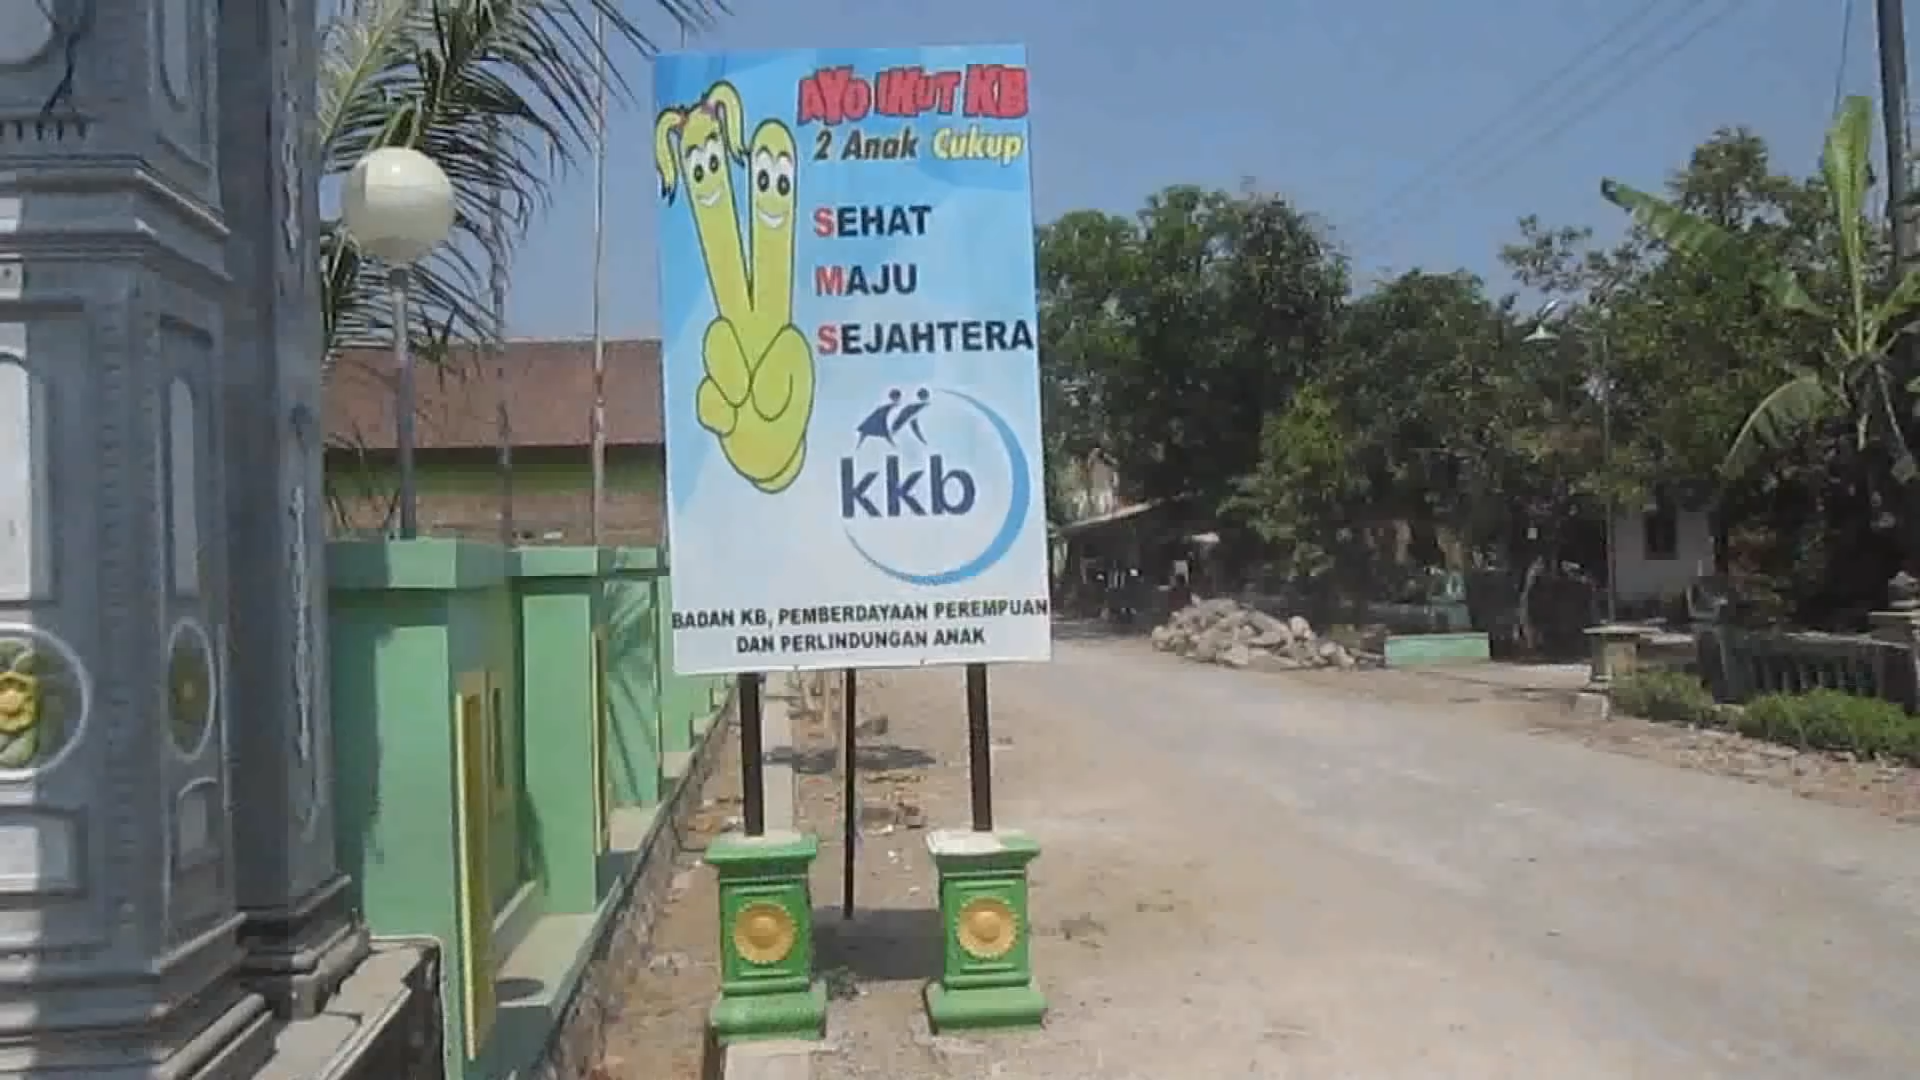 AYO IKUT KB
2 Anak Cukup
SEHAT
MAJU
SEJAHTERA
kkb
BADAN KB, PEMBERDAYAAN PEREMPUAN
DAN PERLINDUNGAN ANAK